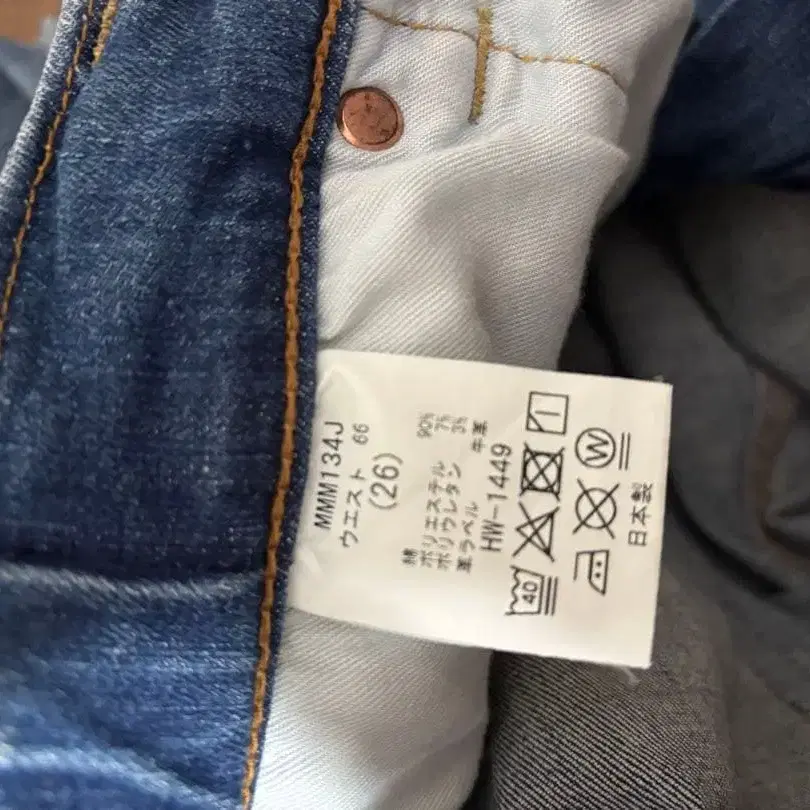 MMM134J
ウエスト 66
(26)
綿 90%
ポリエステル 7%
ポリウレタン 3%
革ラベル 牛革
HW-1449
40
W
日本製